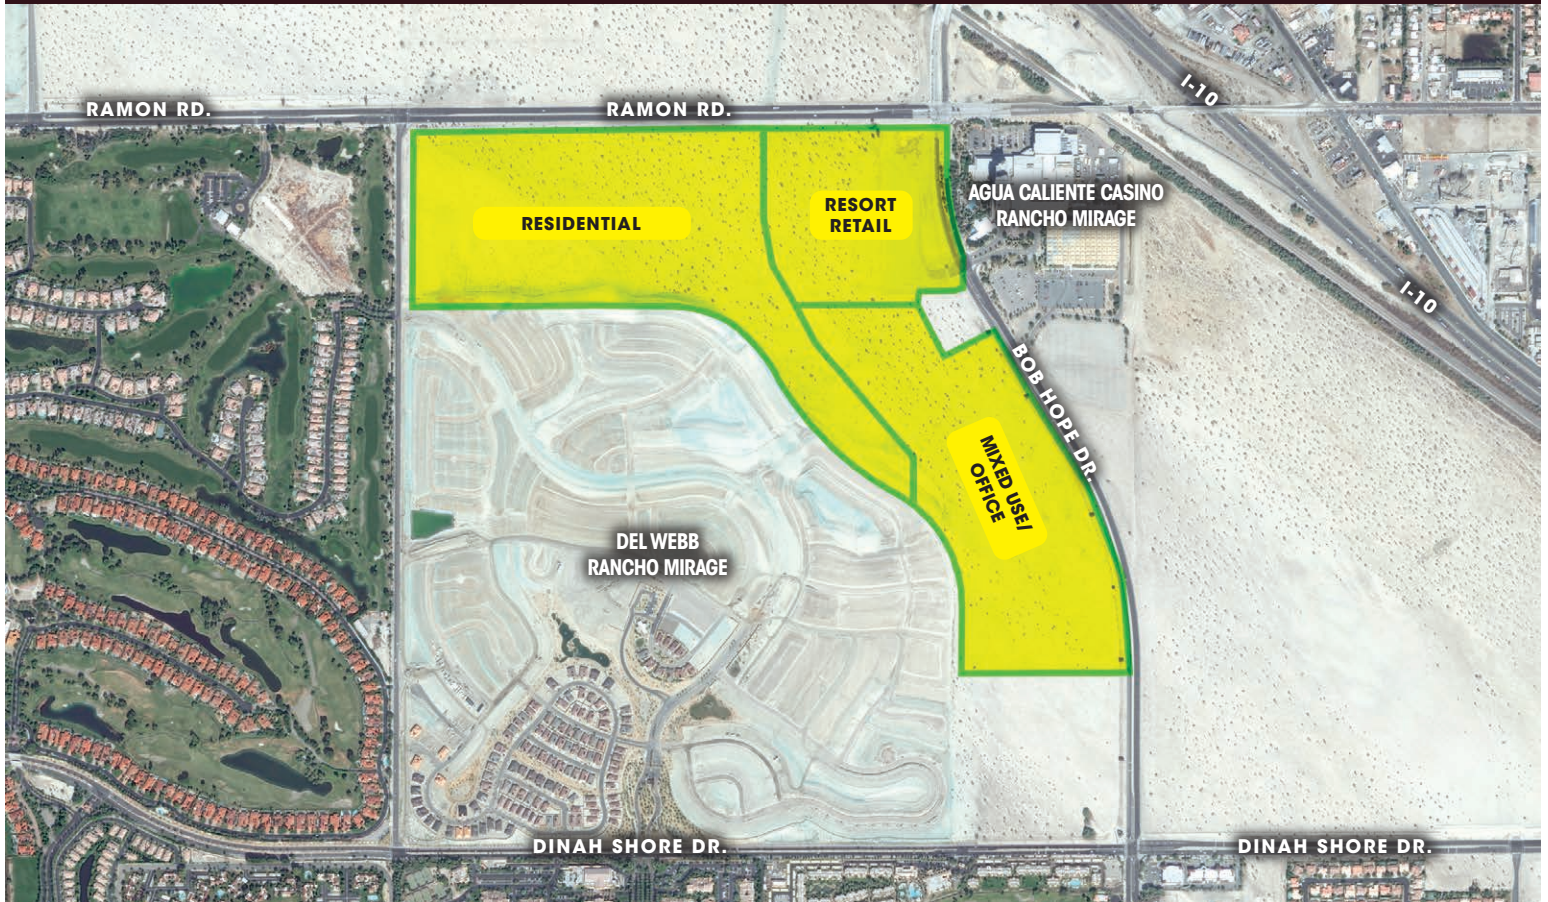 RAMON RD.
RAMON RD.
I-10
RESIDENTIAL
RESORT
RETAIL
AGUA CALIENTE CASINO
RANCHO MIRAGE
I-10
BOB HOPE DR.
MIXED USE/
OFFICE
DEL WEBB
RANCHO MIRAGE
DINAH SHORE DR.
DINAH SHORE DR.